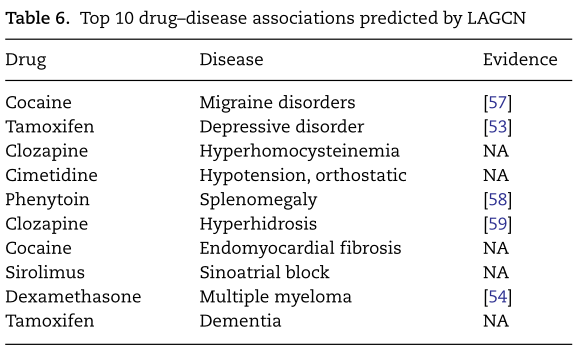 Table 6. Top 10 drug–disease associations predicted by LAGCN
Drug Disease Evidence
Cocaine Migraine disorders [57]
Tamoxifen Depressive disorder [53]
Clozapine Hyperhomocysteinemia NA
Cimetidine Hypotension, orthostatic NA
Phenytoin Splenomegaly [58]
Clozapine Hyperhidrosis [59]
Cocaine Endomyocardial fibrosis NA
Sirolimus Sinoatrial block NA
Dexamethasone Multiple myeloma [54]
Tamoxifen Dementia NA